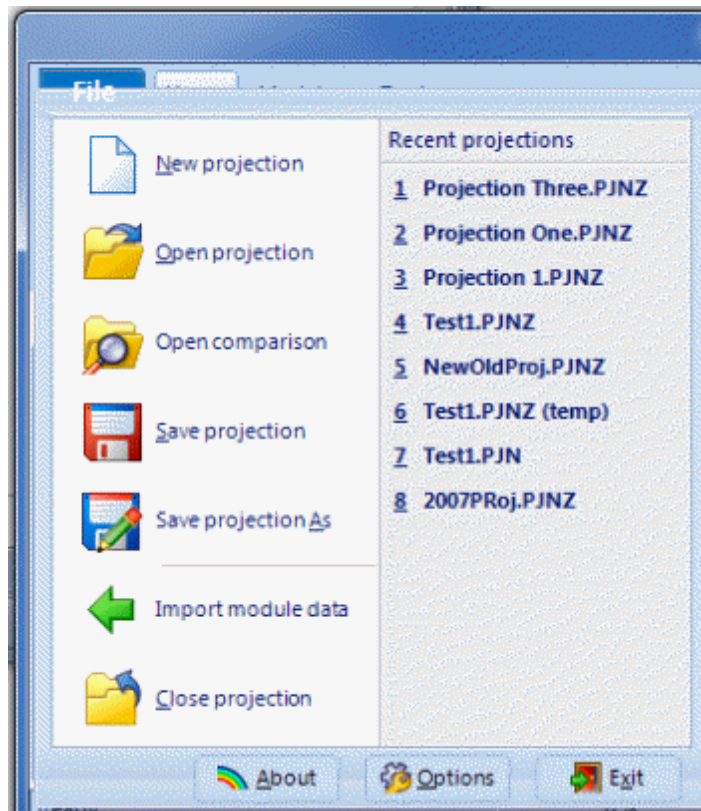 File
New projection
Open projection
Open comparison
Save projection
Save projection As
Import module data
Close projection
Recent projections
1 Projection Three.PJNZ
2 Projection One.PJNZ
3 Projection 1.PJNZ
4 Test1.PJNZ
5 NewOldProj.PJNZ
6 Test1.PJNZ (temp)
7 Test1.PJN
8 2007PRoj.PJNZ
About
Options
Exit